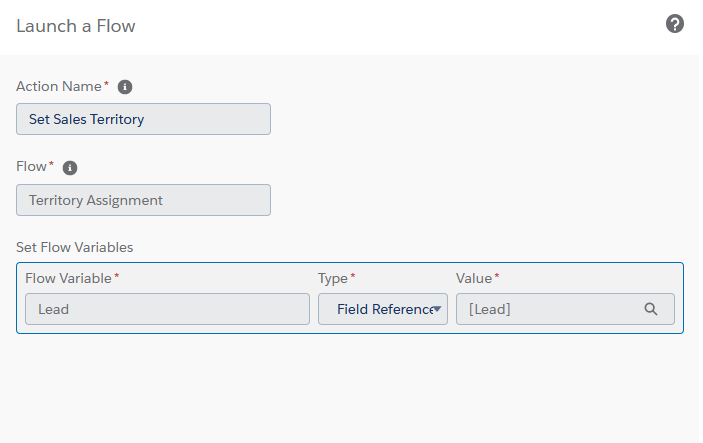 Launch a Flow
Action Name*
Set Sales Territory
Flow*
Territory Assignment
Set Flow Variables
Flow Variable* Type* Value*
Lead Field Reference [Lead]